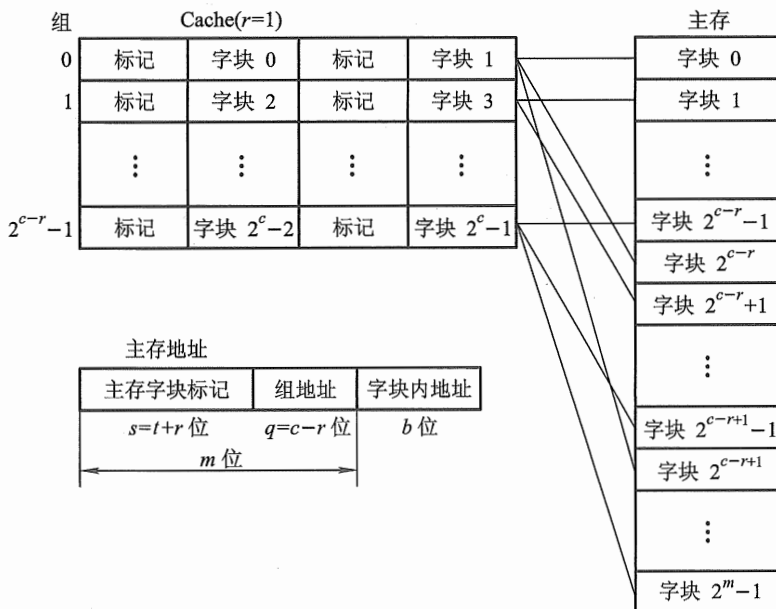 组 Cache(r=1) 主存
0 标记 字块 0 标记 字块 1 字块 0
1 标记 字块 2 标记 字块 3 字块 1
⋮ ⋮ ⋮ ⋮ ⋮
2^{c-r}-1 标记 字块 2^c-2 标记 字块 2^c-1 字块 2^{c-r}-1
字块 2^{c-r}
字块 2^{c-r}+1
⋮
主存地址
主存字块标记 组地址 字块内地址
s=t+r 位 q=c-r 位 b 位
m 位
字块 2^{c-r+1}-1
字块 2^{c-r+1}
⋮
字块 2^m-1